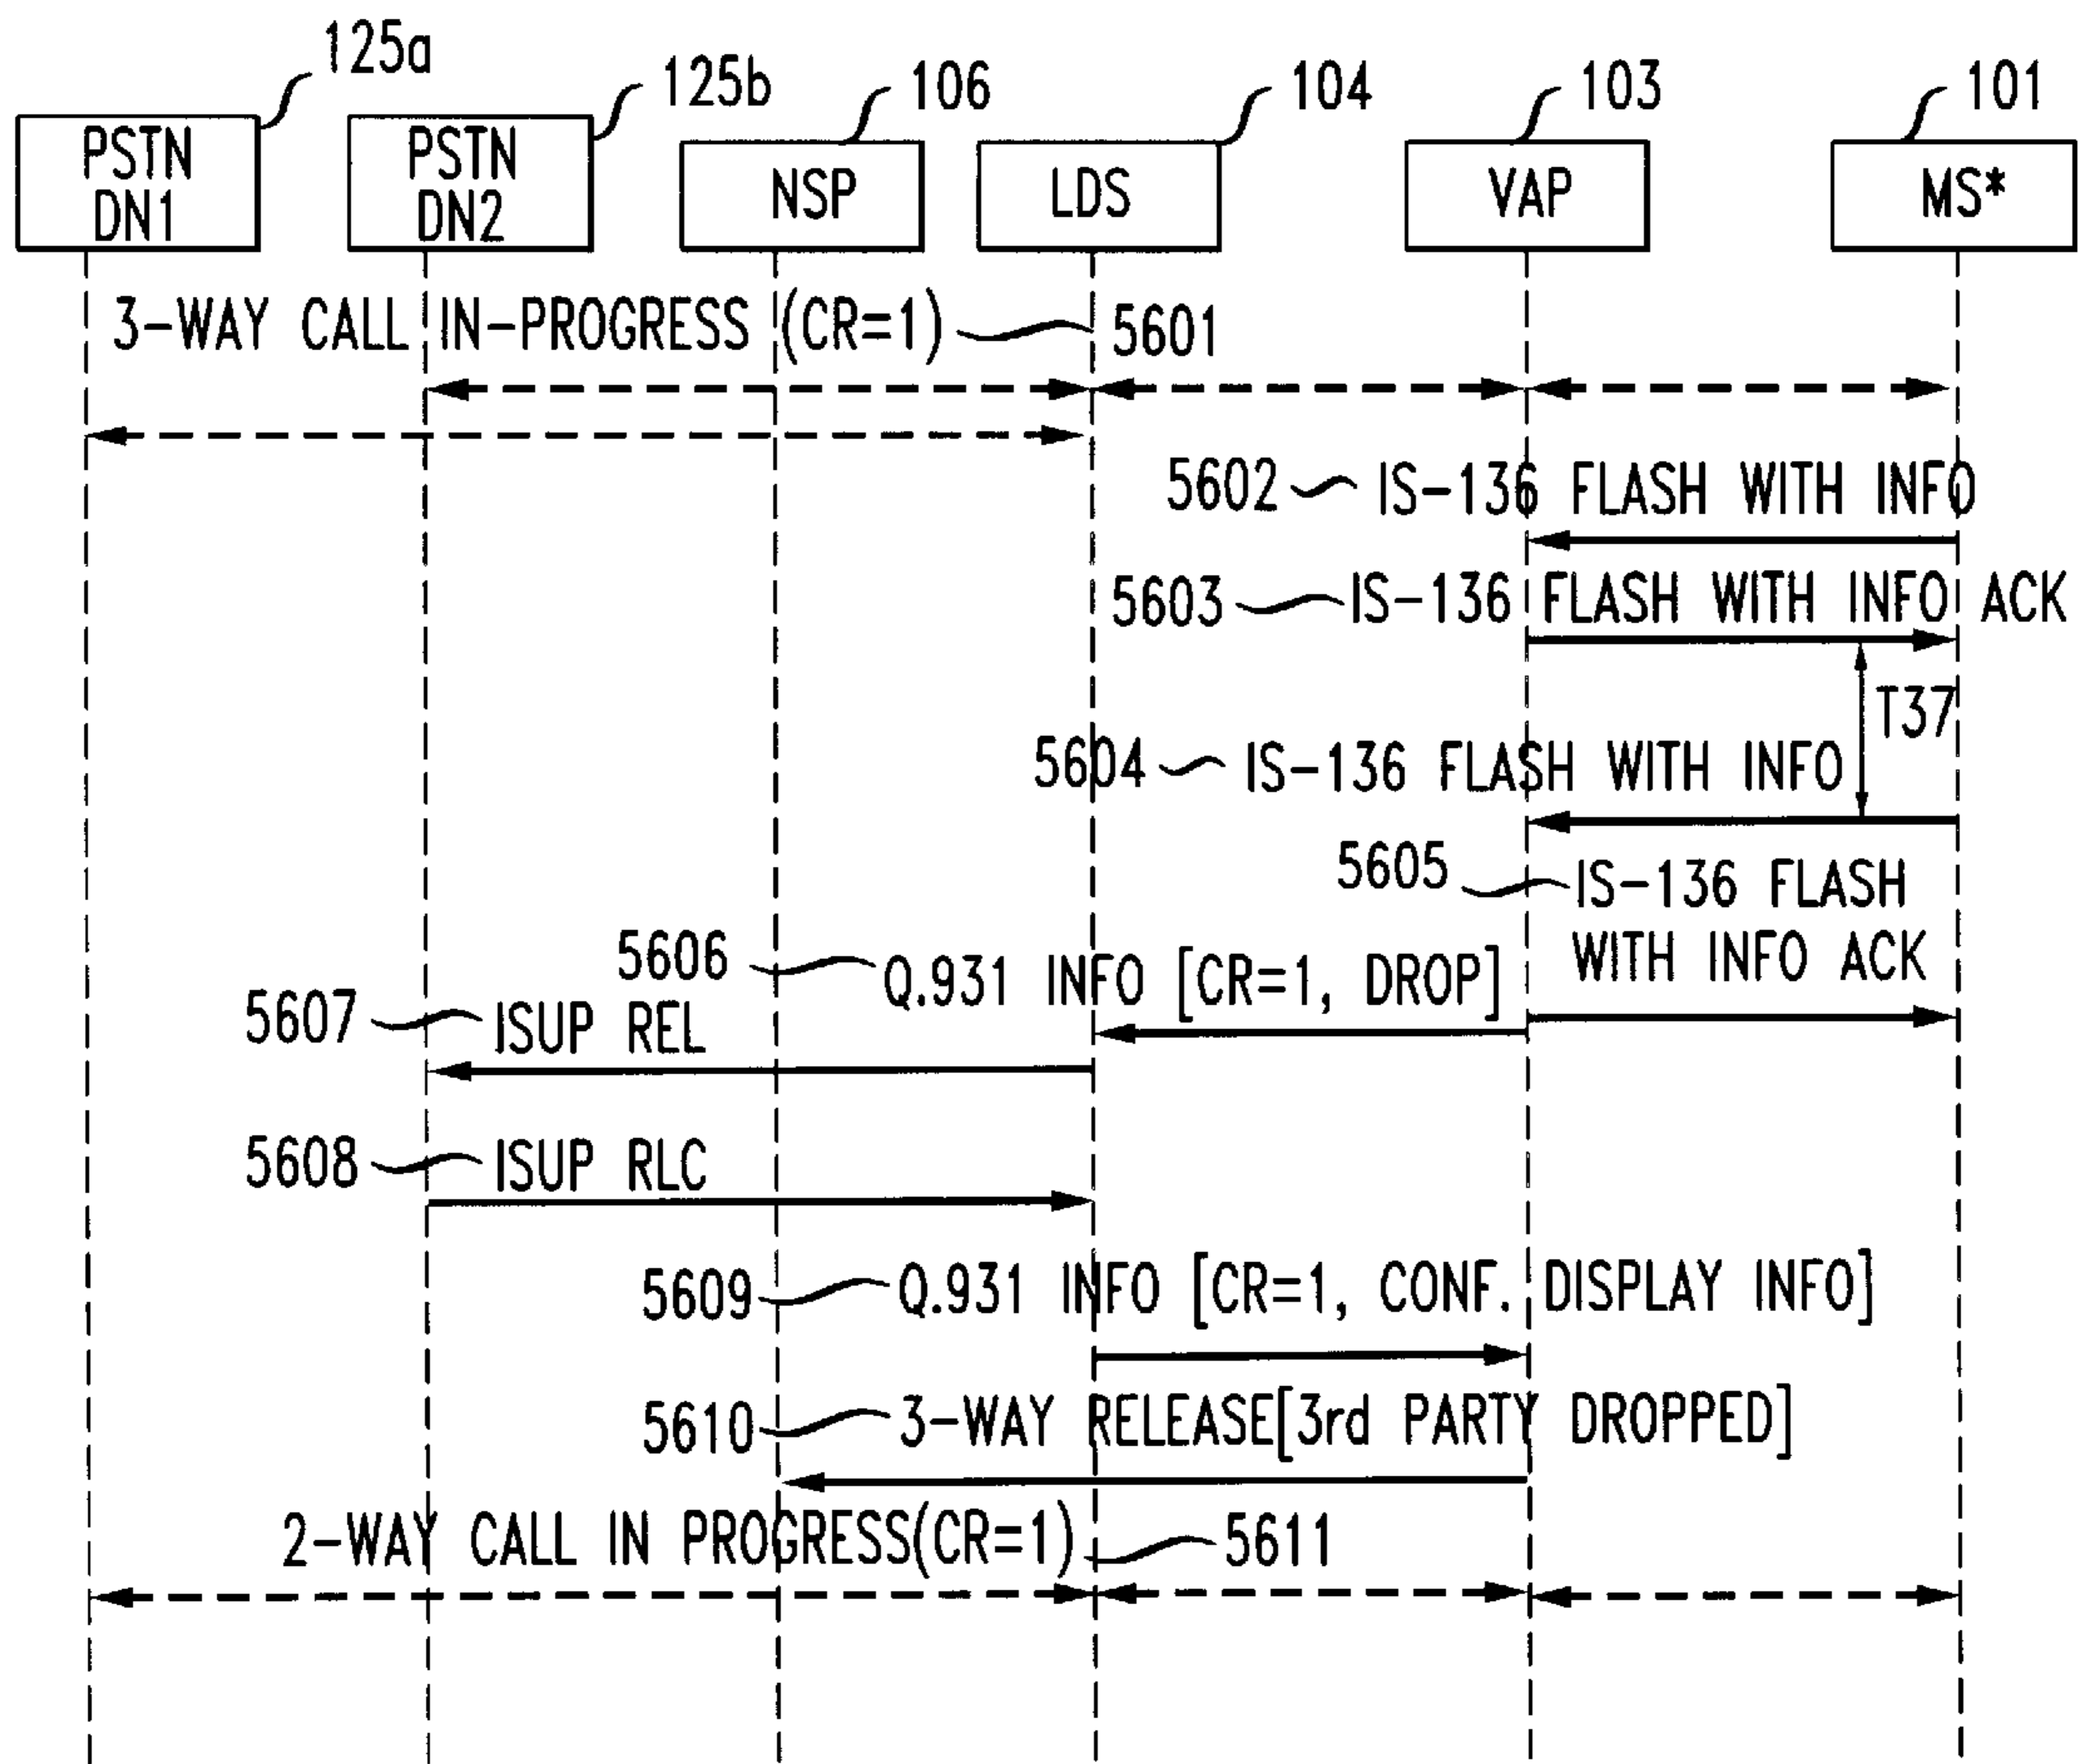 125a
125b
106
104
103
101
PSTN
DN1
PSTN
DN2
NSP
LDS
VAP
MS*
3-WAY CALL IN-PROGRESS (CR=1)
5601
5602
IS-136 FLASH WITH INFO
5603
IS-136 FLASH WITH INFO ACK
T37
5604
IS-136 FLASH WITH INFO
5605
IS-136 FLASH
WITH INFO ACK
5606
Q.931 INFO [CR=1, DROP]
5607
ISUP REL
5608
ISUP RLC
5609
Q.931 INFO [CR=1, CONF. DISPLAY INFO]
5610
3-WAY RELEASE[3rd PARTY DROPPED]
2-WAY CALL IN PROGRESS(CR=1)
5611